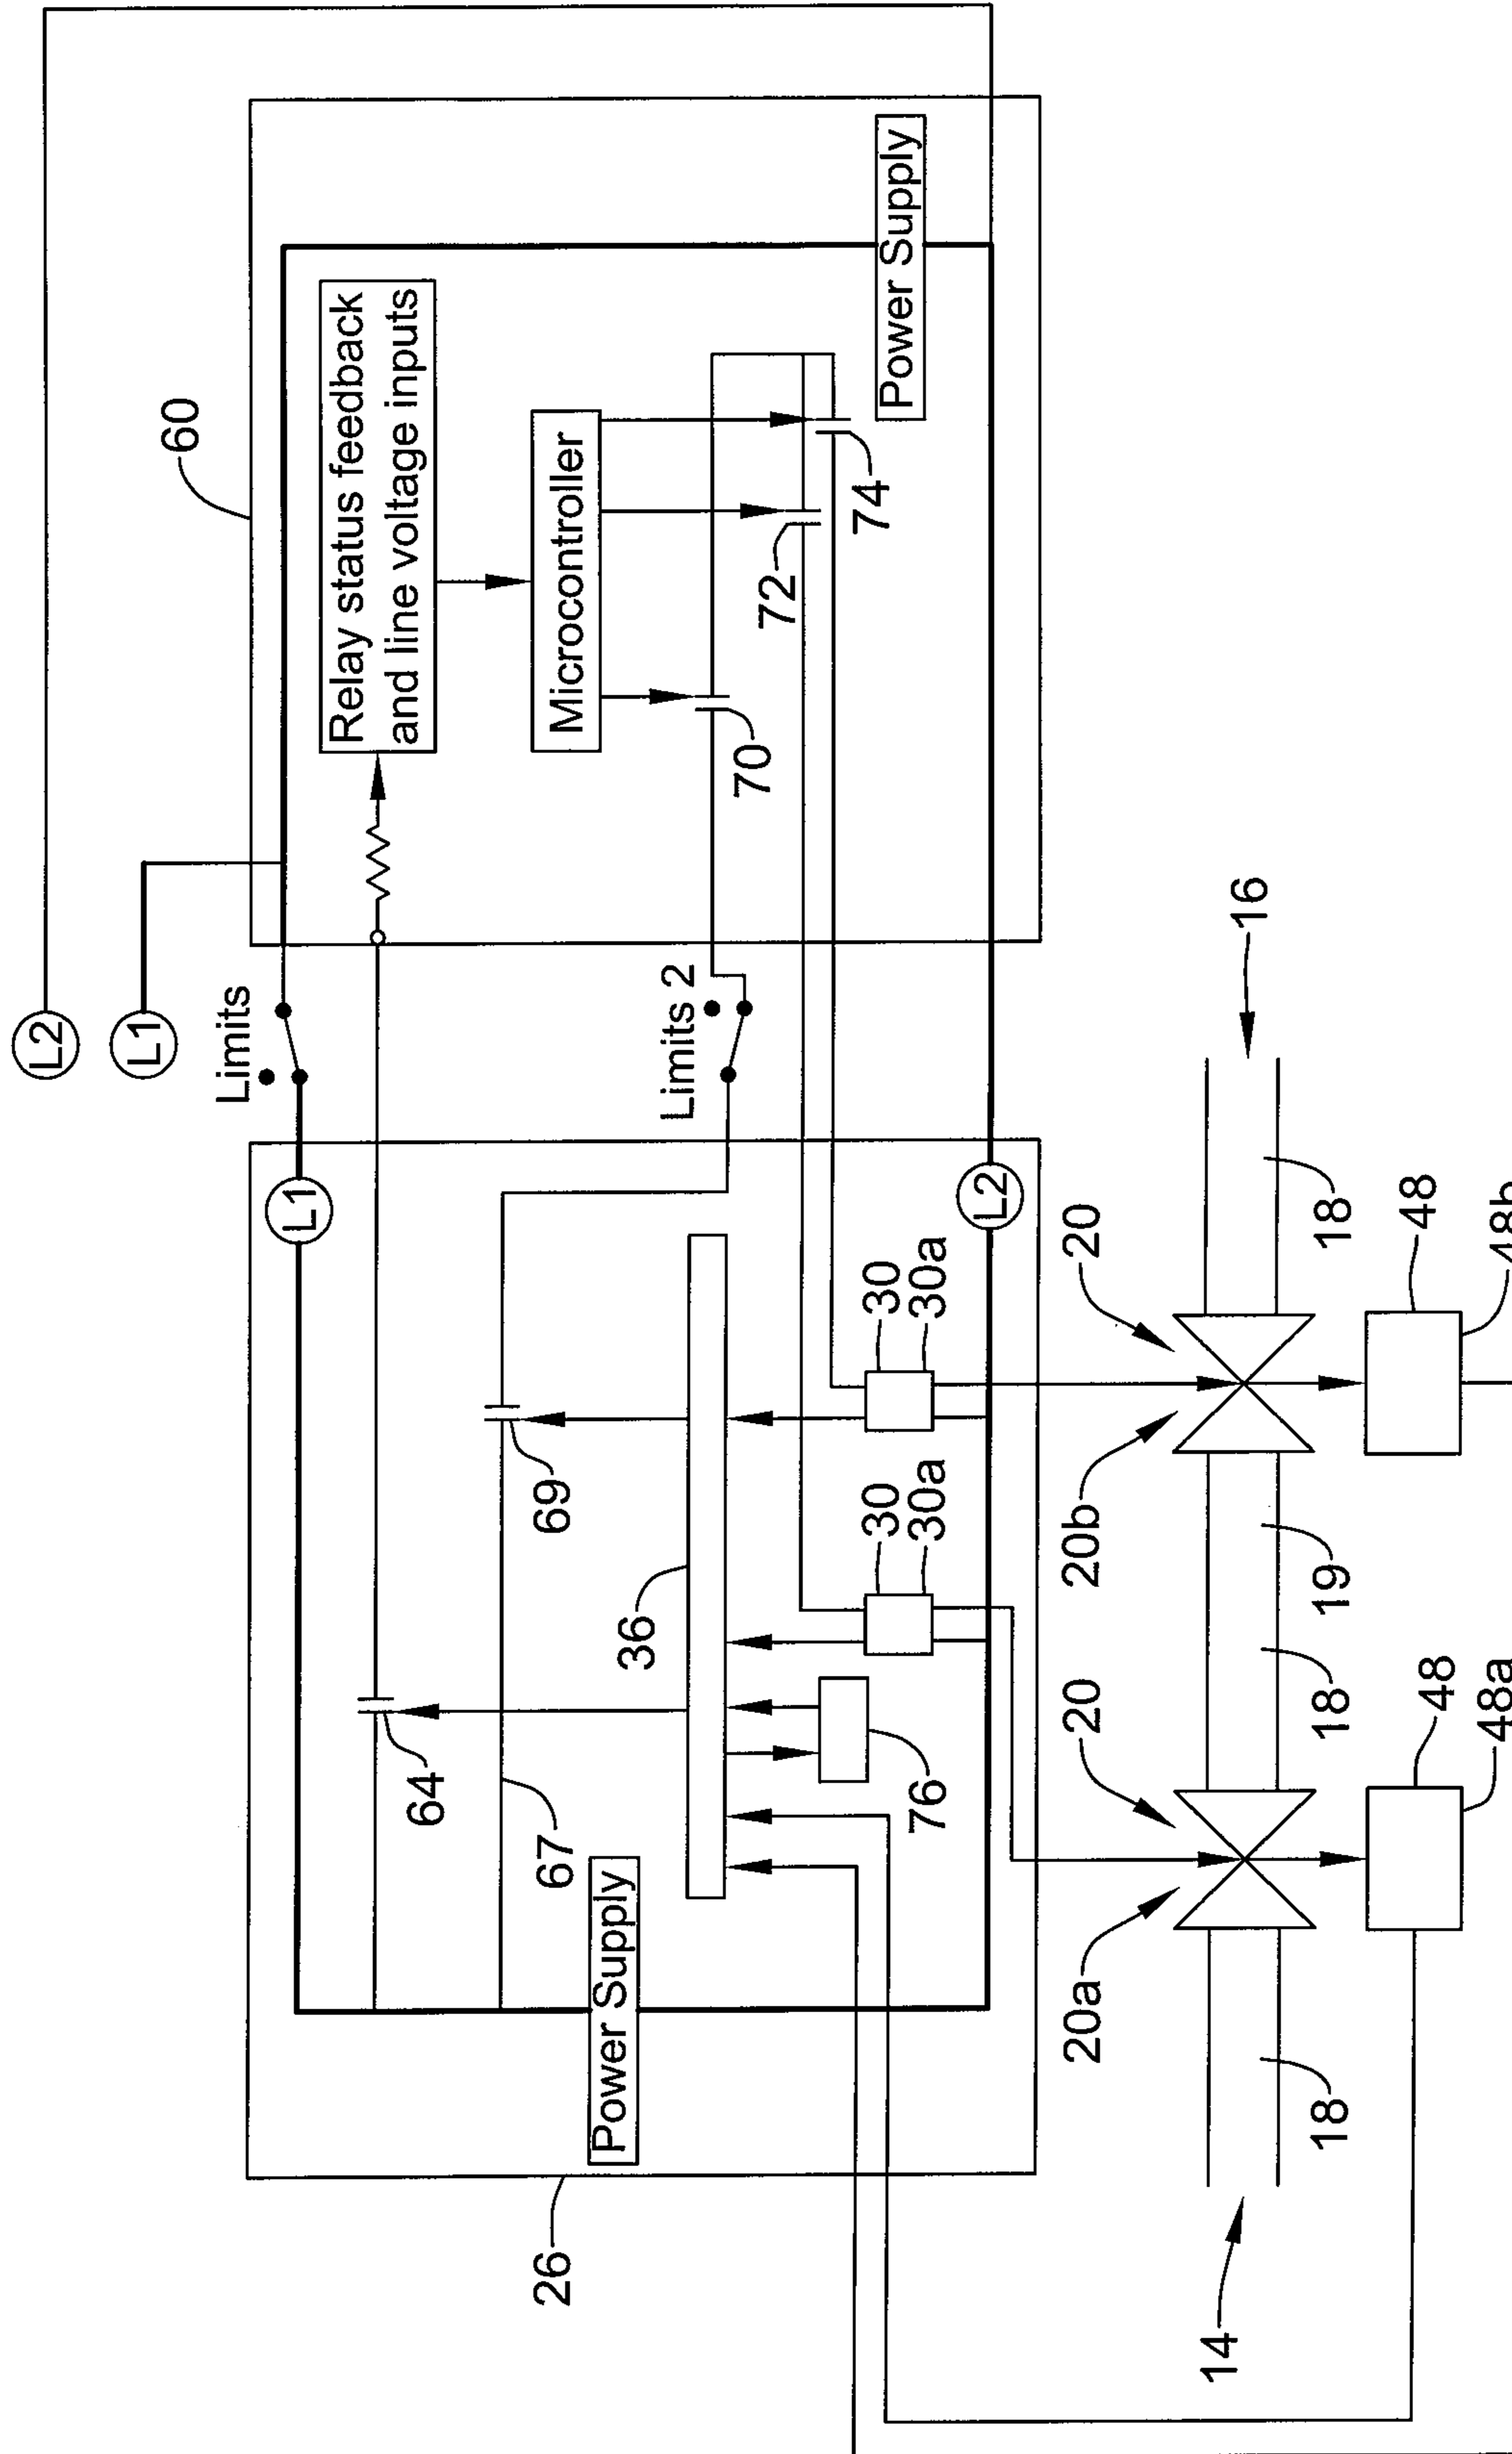 L2
L1
60
Limits
Relay status feedback
and line voltage inputs
Microcontroller
70
72
74
Power Supply
Limits 2
L1
L2
26
64
67
69
36
76
Power Supply
30
30a
30
30a
14
16
18
18
19
18
20
20a
20
20b
48
48a
48
48b